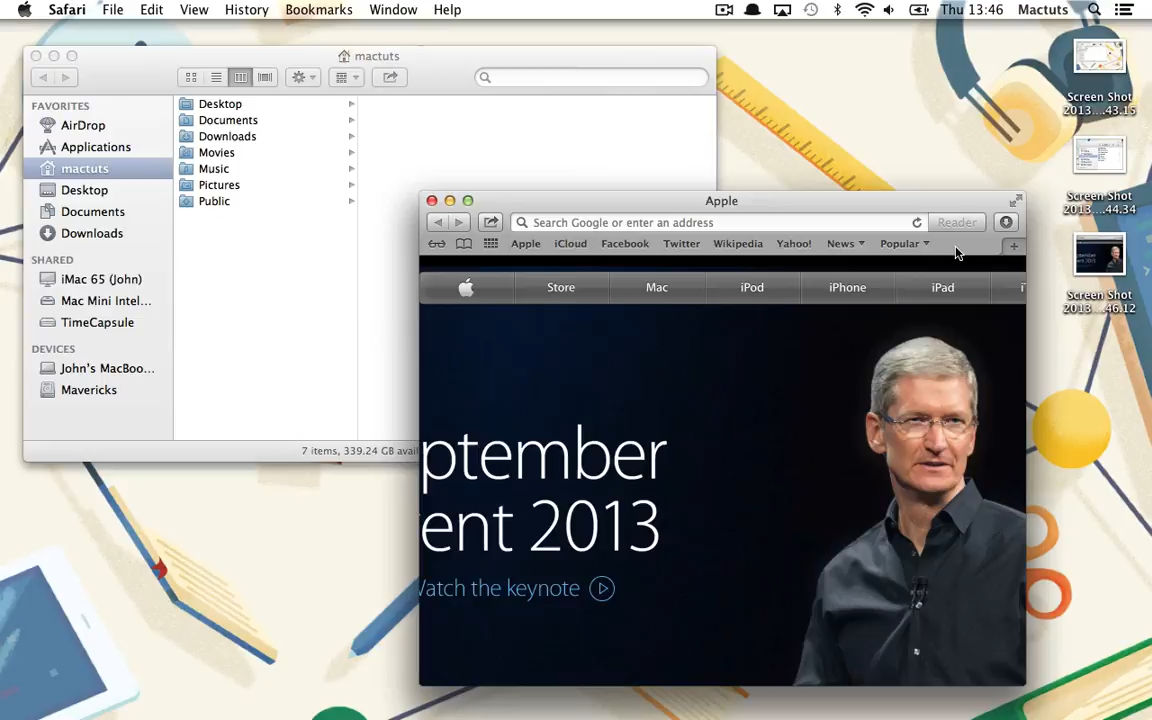 Safari File Edit View History Bookmarks Window Help Thu 13:46 Mactuts
mactuts
FAVORITES
AirDrop
Applications
mactuts
Desktop
Documents
Downloads
SHARED
iMac 65 (John)
Mac Mini Intel...
TimeCapsule
DEVICES
John's MacBoo...
Mavericks
Desktop
Documents
Downloads
Movies
Music
Pictures
Public
7 items, 339.24 GB avai
Apple
Search Google or enter an address Reader
Apple iCloud Facebook Twitter Wikipedia Yahoo! News Popular
Store Mac iPod iPhone iPad
ptember
ent 2013
Watch the keynote
Screen Shot
2013....43.15
Screen Shot
2013....44.34
Screen Shot
2013....46.12